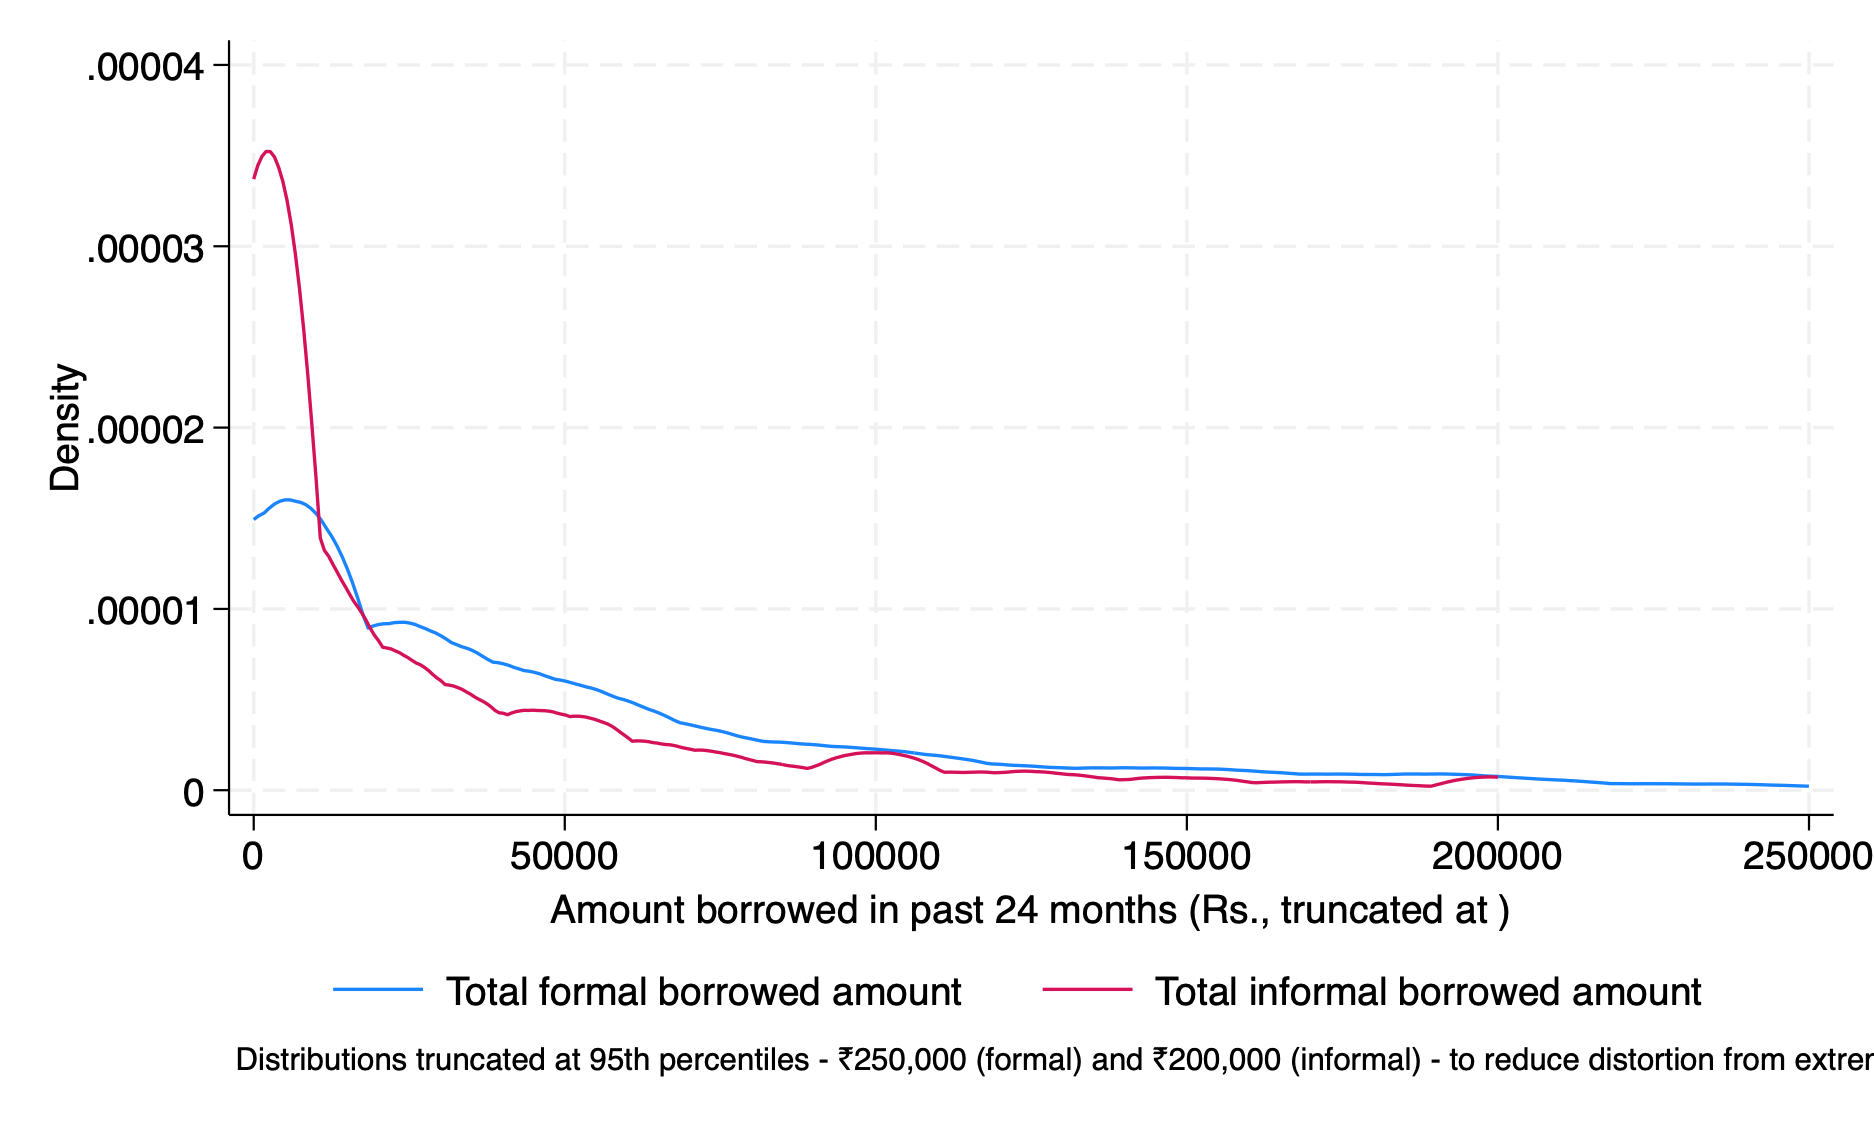 .00004
.00003
.00002
.00001
0
Density
0 50000 100000 150000 200000 250000
Amount borrowed in past 24 months (Rs., truncated at )
Total formal borrowed amount Total informal borrowed amount
Distributions truncated at 95th percentiles - ₹250,000 (formal) and ₹200,000 (informal) - to reduce distortion from